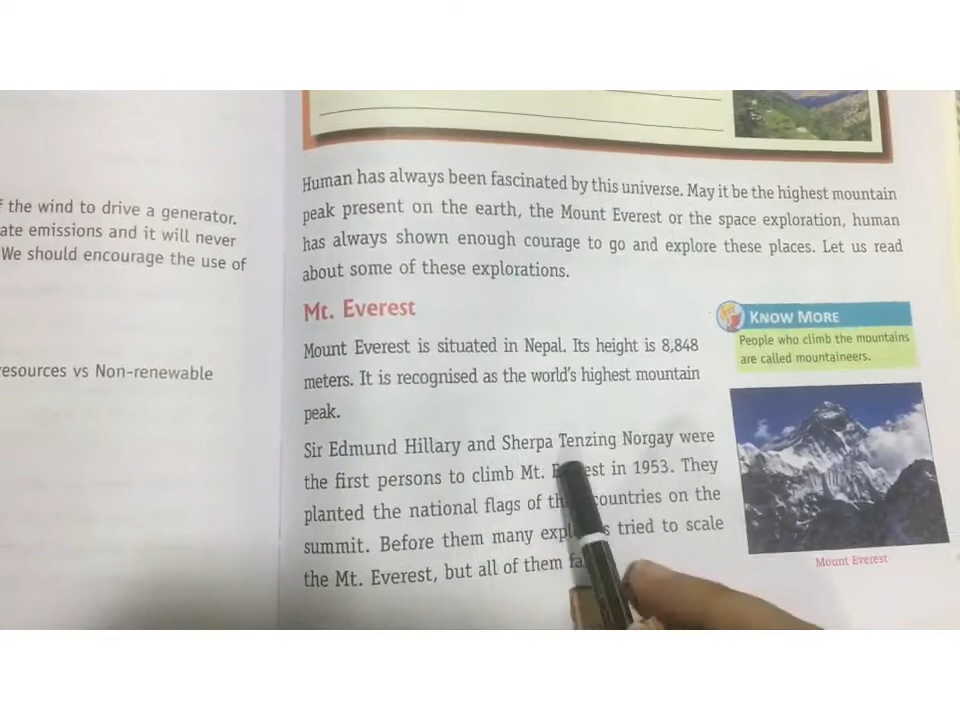 f the wind to drive a generator.
ate emissions and it will never
We should encourage the use of
resources vs Non-renewable
Human has always been fascinated by this universe. May it be the highest mountain
peak present on the earth, the Mount Everest or the space exploration, human
has always shown enough courage to go and explore these places. Let us read
about some of these explorations.
Mt. Everest
Mount Everest is situated in Nepal. Its height is 8,848
meters. It is recognised as the world's highest mountain
peak.
Sir Edmund Hillary and Sherpa Tenzing Norgay were
the first persons to climb Mt. Everest in 1953. They
planted the national flags of countries on the
summit. Before them many tried to scale
the Mt. Everest, but all of them
KNOW MORE
People who climb the mountains
are called mountaineers.
Mount Everest